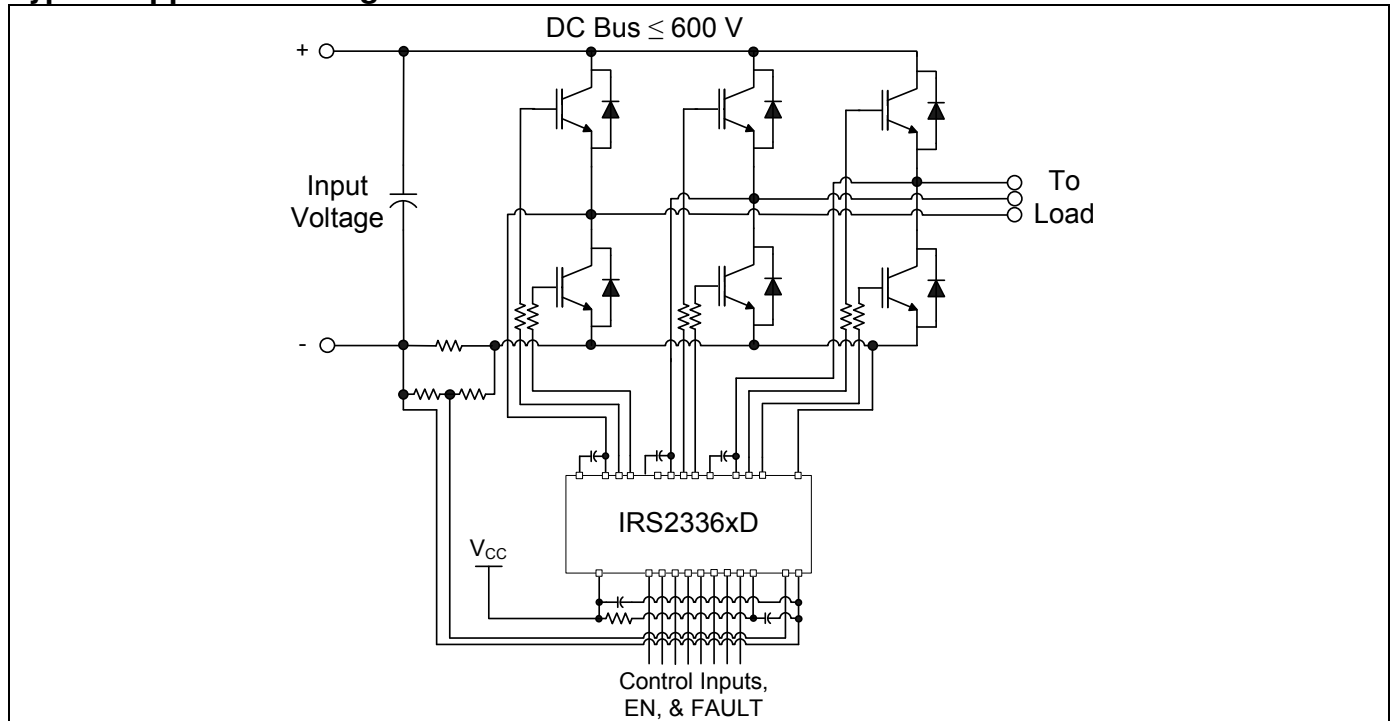 DC Bus ≤ 600 V
+
Input
Voltage
To
Load
-
IRS2336xD
VCC
Control Inputs,
EN, & FAULT